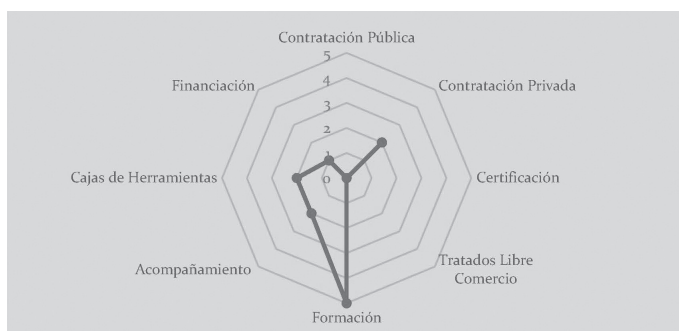 Contratación Pública
5
Financiación
4
Contratación Privada
3
2
1
Cajas de Herramientas
0
Certificación
Acompañamiento
Tratados Libre
Comercio
Formación